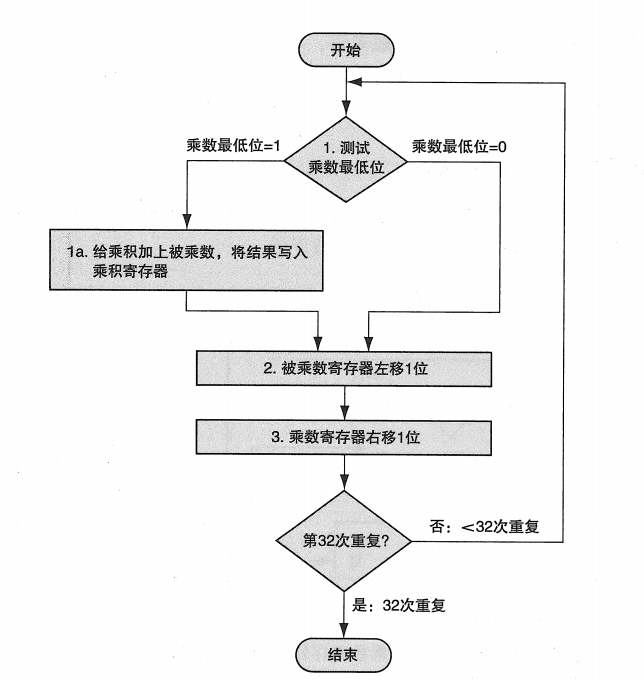 开始
1. 测试
乘数最低位
乘数最低位=1
乘数最低位=0
1a. 给乘积加上被乘数，将结果写入
乘积寄存器
2. 被乘数寄存器左移1位
3. 乘数寄存器右移1位
第32次重复?
否：<32次重复
是：32次重复
结束